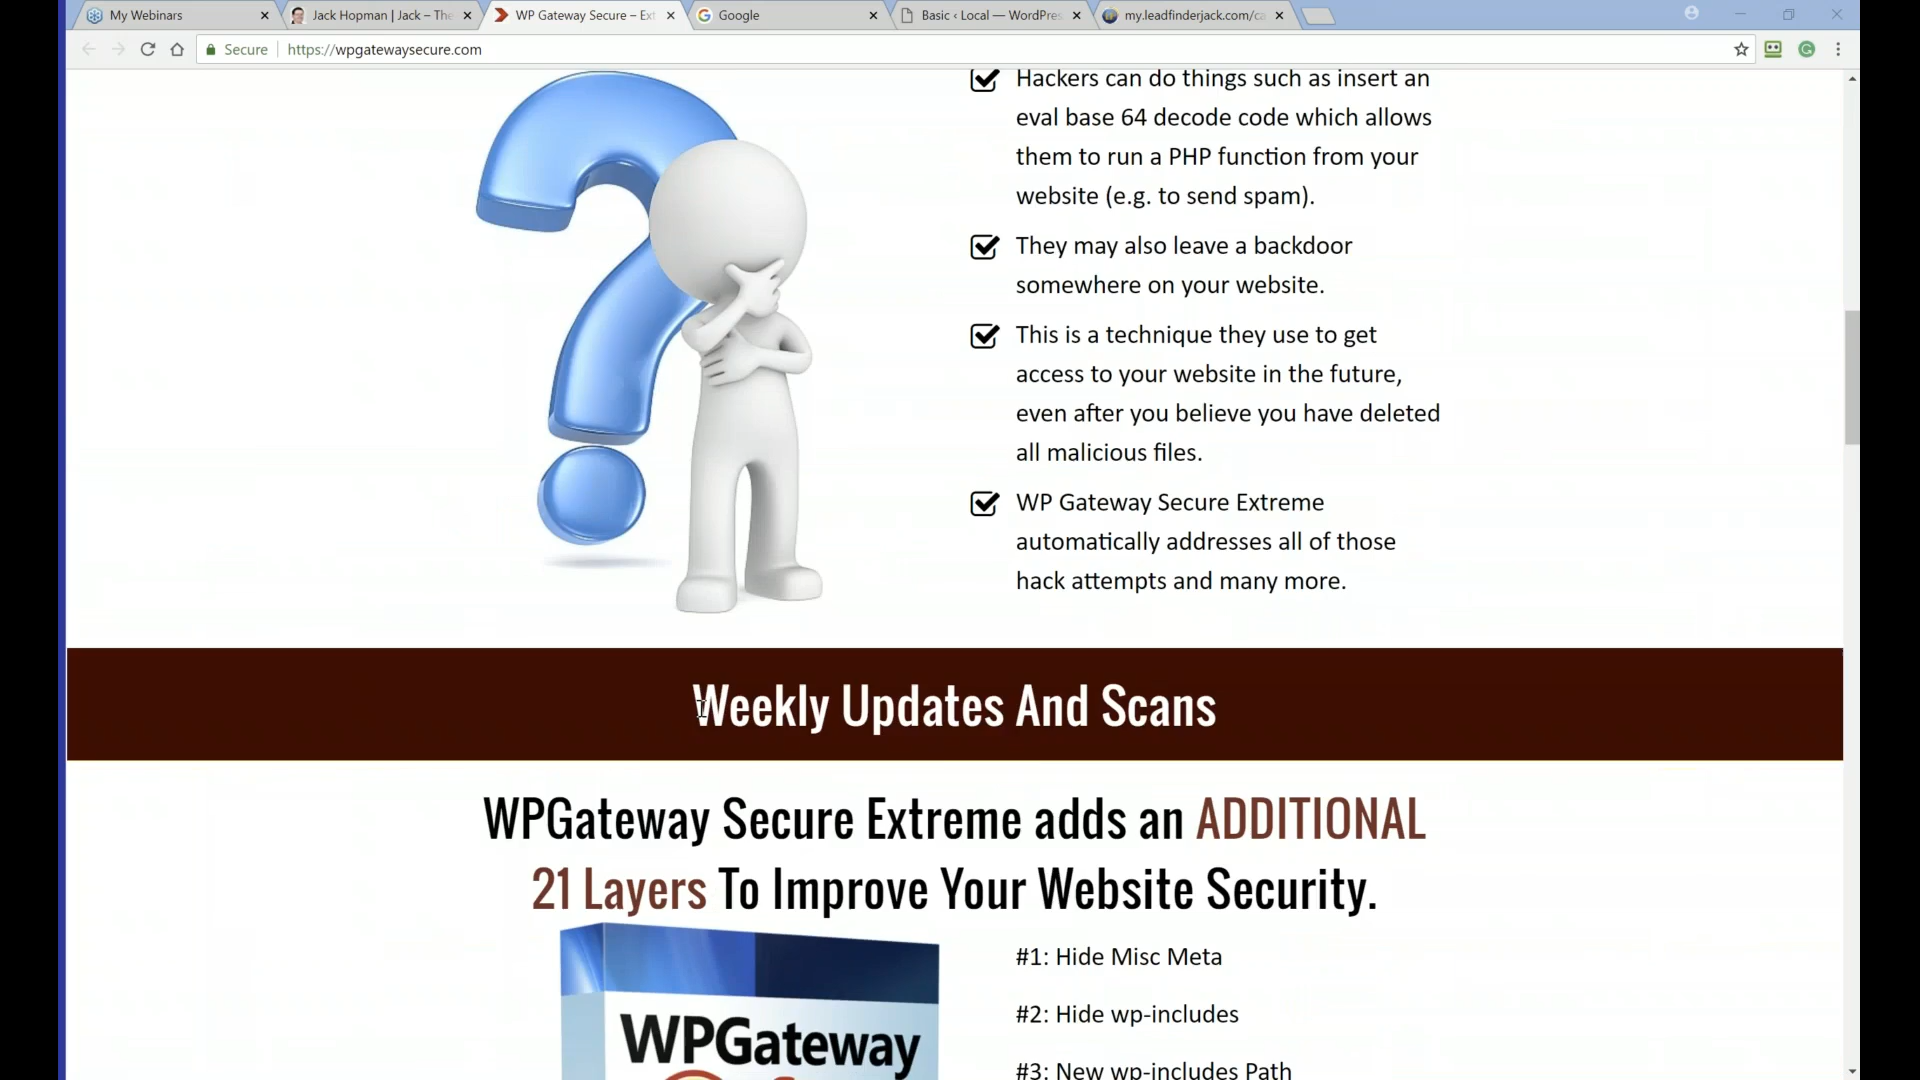 My Webinars
Jack Hopman | Jack – The
WP Gateway Secure – Ext
Google
Basic ‹ Local — WordPres
my.leadfinderjack.com/ca
Secure
https://wpgatewaysecure.com
Hackers can do things such as insert an
eval base 64 decode code which allows
them to run a PHP function from your
website (e.g. to send spam).
They may also leave a backdoor
somewhere on your website.
This is a technique they use to get
access to your website in the future,
even after you believe you have deleted
all malicious files.
WP Gateway Secure Extreme
automatically addresses all of those
hack attempts and many more.
Weekly Updates And Scans
WPGateway Secure Extreme adds an ADDITIONAL
21 Layers To Improve Your Website Security.
#1: Hide Misc Meta
#2: Hide wp-includes
WPGateway
#3: New wp-includes Path